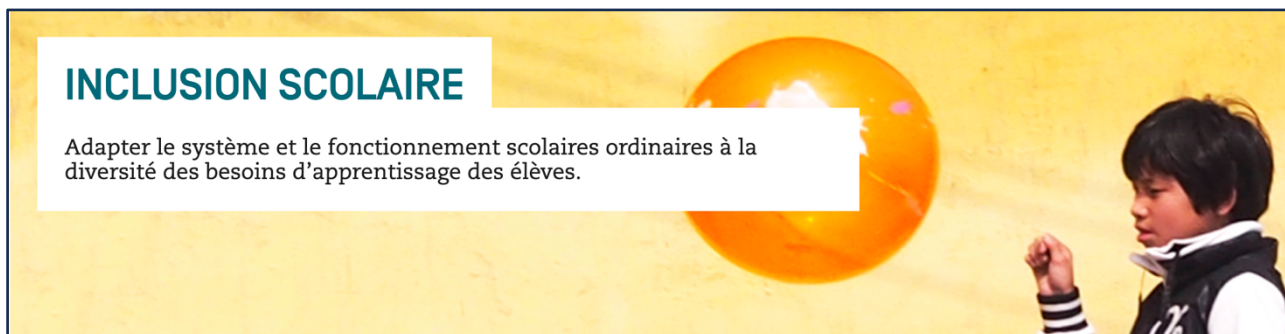 INCLUSION SCOLAIRE
Adapter le système et le fonctionnement scolaires ordinaires à la
diversité des besoins d’apprentissage des élèves.